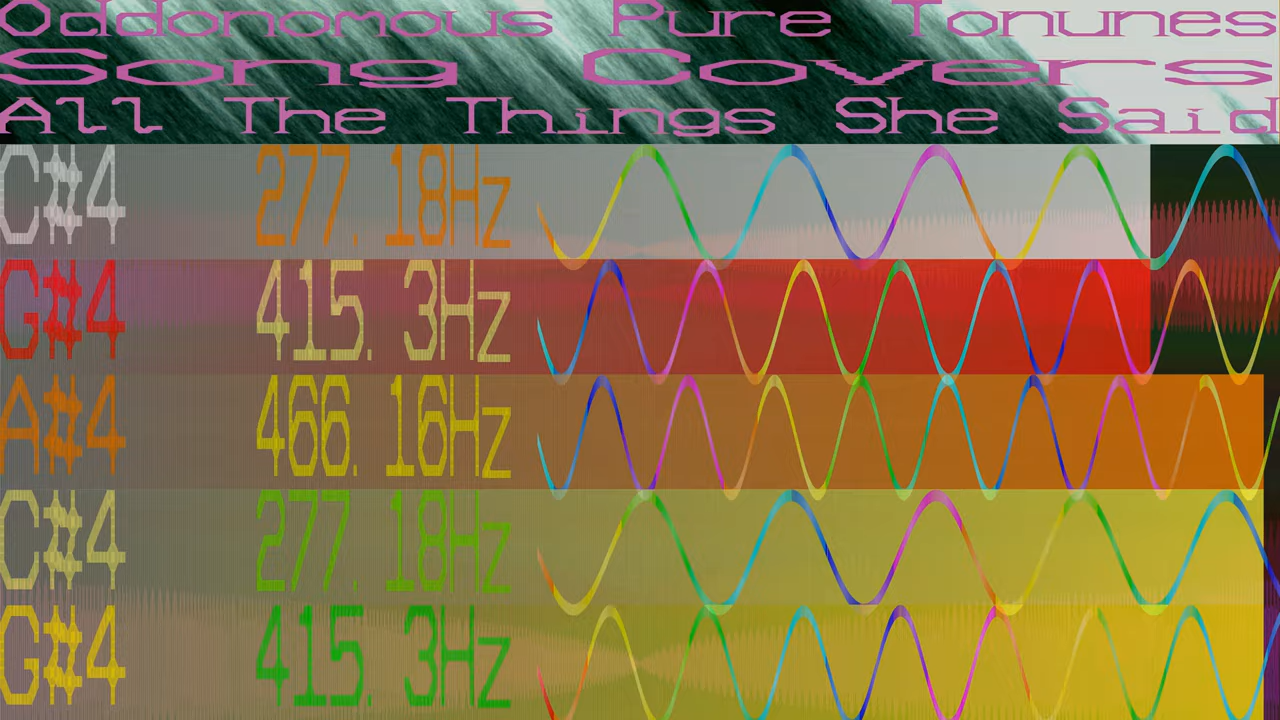 Oddonomous Pure Tonunes
Song Covers
All The Things She Said
C#4 277.18Hz
G#4 415.3Hz
A#4 466.16Hz
C#4 277.18Hz
G#4 415.3Hz